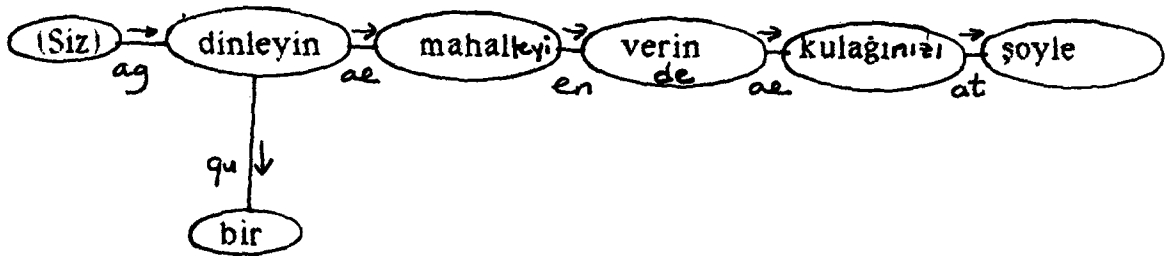 (Siz) dinleyin mahalleyi verin kulağınızı şoyle
de
ag ae en ae at
qu
bir